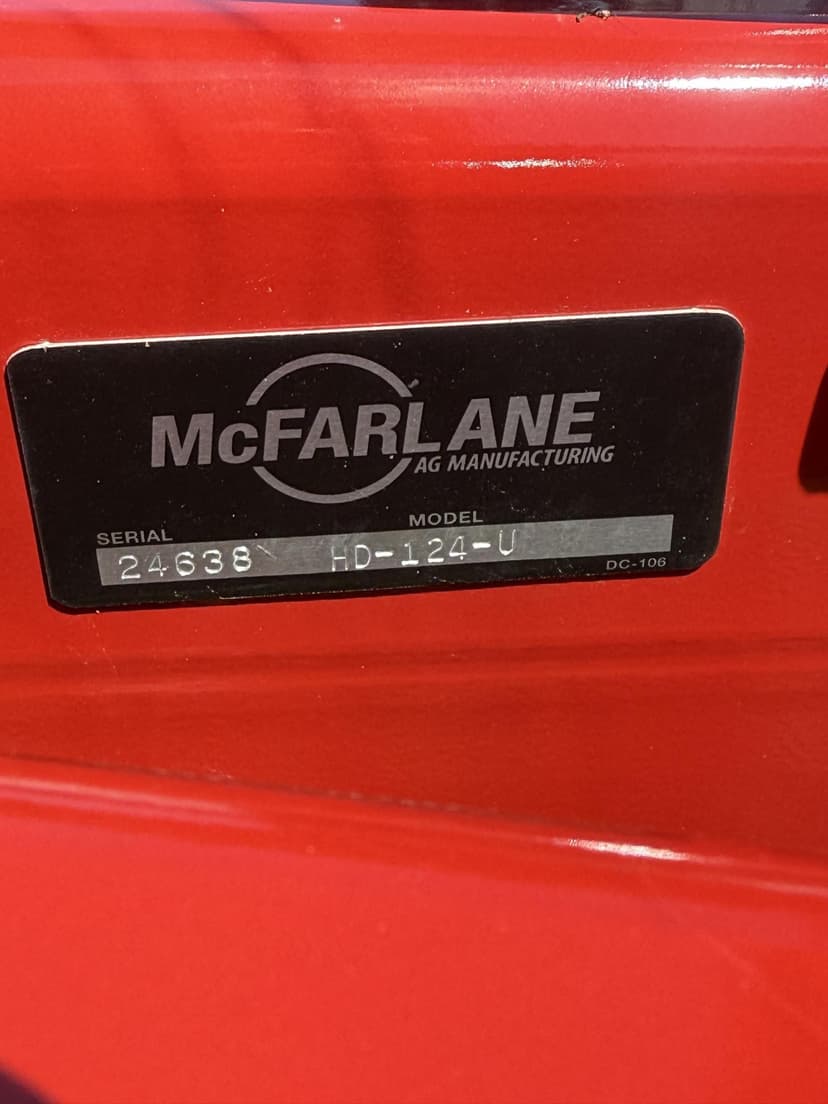 McFARLANE
AG MANUFACTURING
SERIAL MODEL
24638 HD-124-U
DC-106